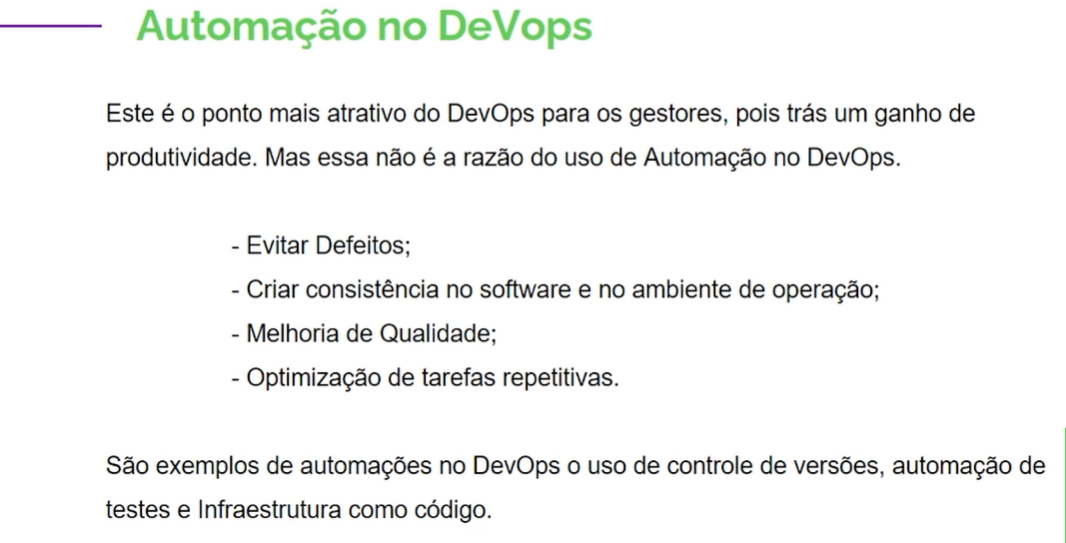 Automação no DeVops
Este é o ponto mais atrativo do DevOps para os gestores, pois trás um ganho de
produtividade. Mas essa não é a razão do uso de Automação no DevOps.
- Evitar Defeitos;
- Criar consistência no software e no ambiente de operação;
- Melhoria de Qualidade;
- Optimização de tarefas repetitivas.
São exemplos de automações no DevOps o uso de controle de versões, automação de
testes e Infraestrutura como código.